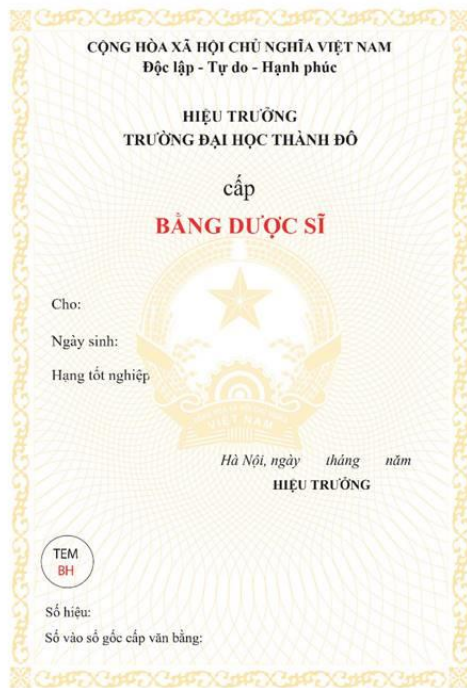 CỘNG HÒA XÃ HỘI CHỦ NGHĨA VIỆT NAM
Độc lập - Tự do - Hạnh phúc
HIỆU TRƯỞNG
TRƯỜNG ĐẠI HỌC THÀNH ĐÔ
cấp
BẰNG DƯỢC SĨ
Cho:
Ngày sinh:
Hạng tốt nghiệp
VIỆT NAM
Hà Nội, ngày tháng năm
HIỆU TRƯỞNG
TEM
BH
Số hiệu:
Số vào sổ gốc cấp văn bằng: